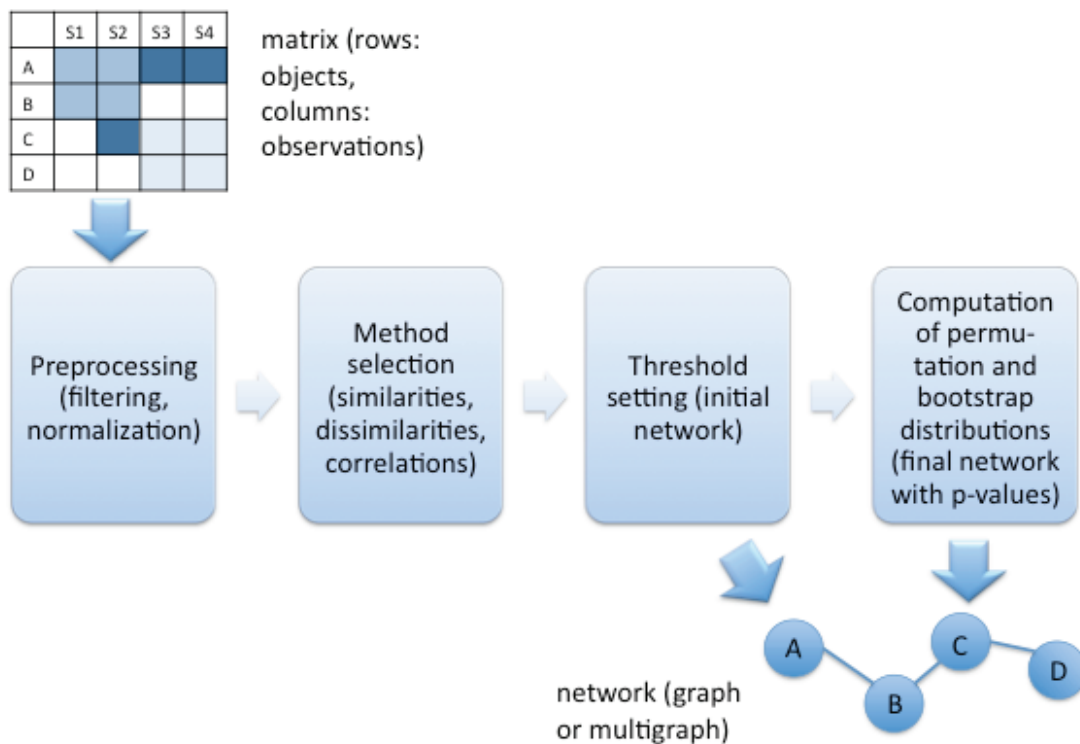 S1 S2 S3 S4
A
B
C
D
matrix (rows:
objects,
columns:
observations)
Preprocessing
(filtering,
normalization)
Method
selection
(similarities,
dissimilarities,
correlations)
Threshold
setting (initial
network)
Computation
of permu-
tation and
bootstrap
distributions
(final network
with p-values)
A
B
C
D
network (graph
or multigraph)